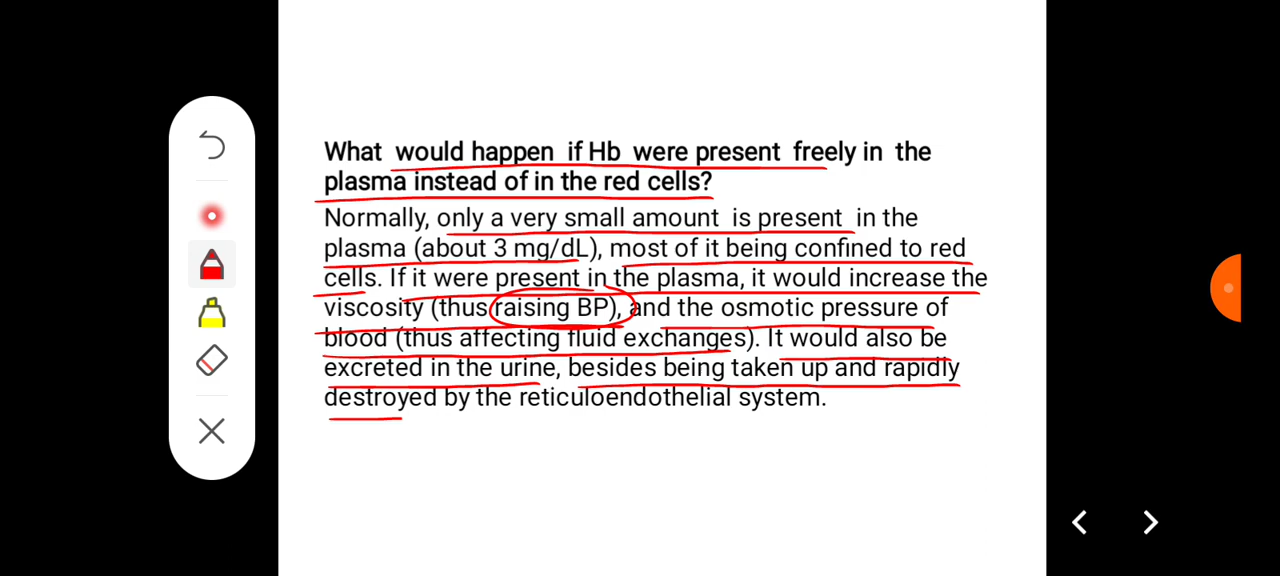 What would happen if Hb were present freely in the
plasma instead of in the red cells?
Normally, only a very small amount is present in the
plasma (about 3 mg/dL), most of it being confined to red
cells. If it were present in the plasma, it would increase the
viscosity (thus raising BP), and the osmotic pressure of
blood (thus affecting fluid exchanges). It would also be
excreted in the urine, besides being taken up and rapidly
destroyed by the reticuloendothelial system.